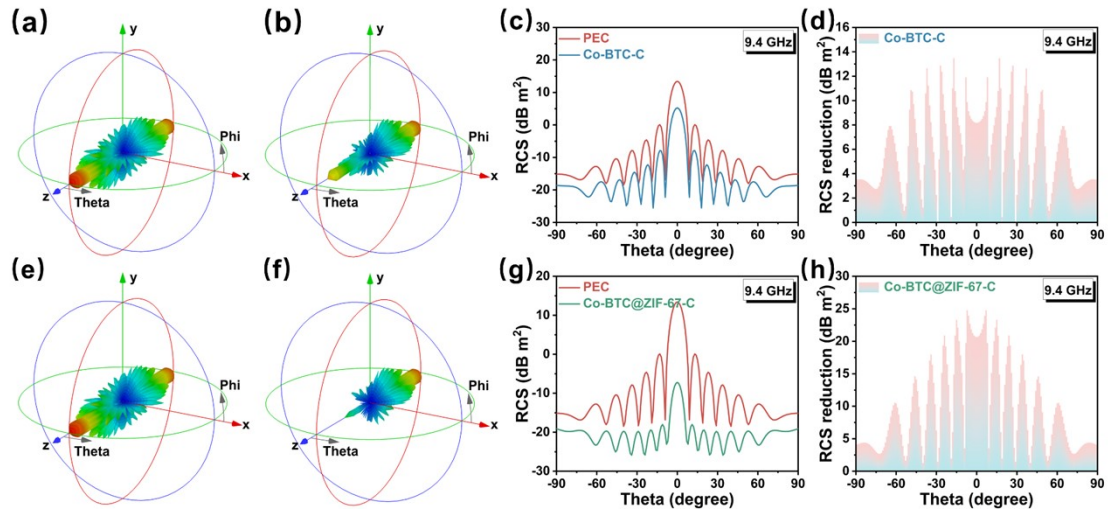 (a)
y
Phi
x
z
Theta
(b)
y
Phi
x
z
Theta
(c)
RCS (dB m²)
30
20
10
0
-10
-20
-30
PEC
Co-BTC-C
9.4 GHz
-90 -60 -30 0 30 60 90
Theta (degree)
(d)
RCS reduction (dB m²)
16
14
12
10
8
6
4
2
0
Co-BTC-C
9.4 GHz
-90 -60 -30 0 30 60 90
Theta (degree)
(e)
y
Phi
x
z
Theta
(f)
y
Phi
x
z
Theta
(g)
RCS (dB m²)
20
10
0
-10
-20
-30
PEC
Co-BTC@ZIF-67-C
9.4 GHz
-90 -60 -30 0 30 60 90
Theta (degree)
(h)
RCS reduction (dB m²)
30
25
20
15
10
5
0
Co-BTC@ZIF-67-C
9.4 GHz
-90 -60 -30 0 30 60 90
Theta (degree)